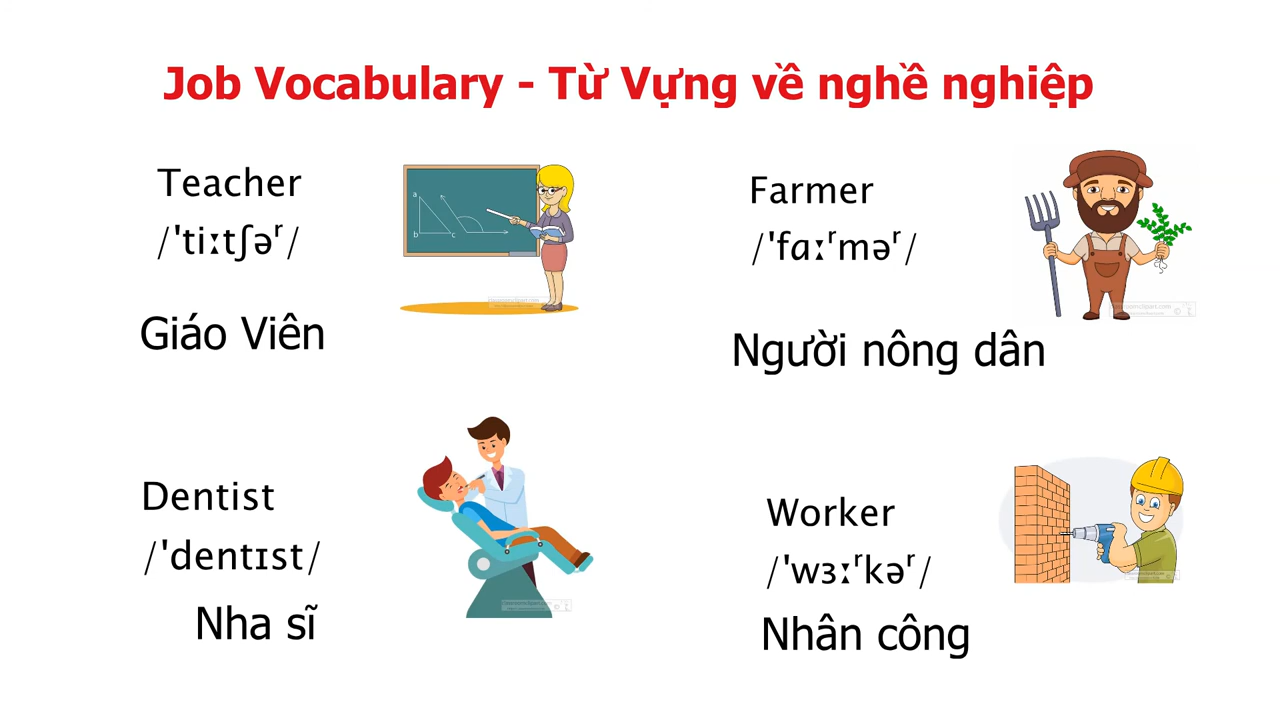 Job Vocabulary - Từ Vựng về nghề nghiệp
Teacher
/ˈtiːtʃəʳ/
Giáo Viên
a
b
c
Farmer
/ˈfɑːʳməʳ/
Người nông dân
Dentist
/ˈdentɪst/
Nha sĩ
Worker
/ˈwɜːʳkəʳ/
Nhân công